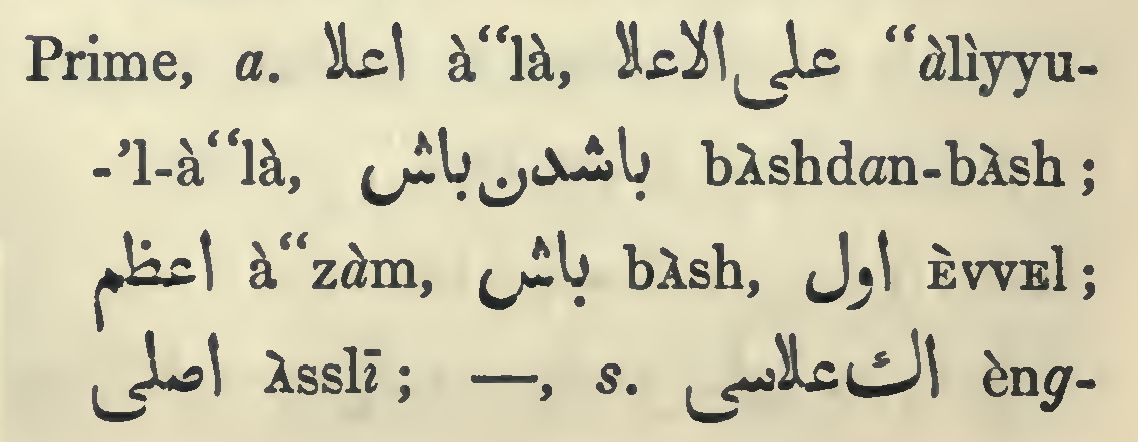 Prime, a. اعلا à“là, على الاعلا “àlìyyu-
-’l-à“là, باشدن باش bàshdan-bàsh ;
اعظم à“zàm, باش bàsh, اول èvvel ;
اصلى àsslī ; —, s. اڭ علاسى èng-